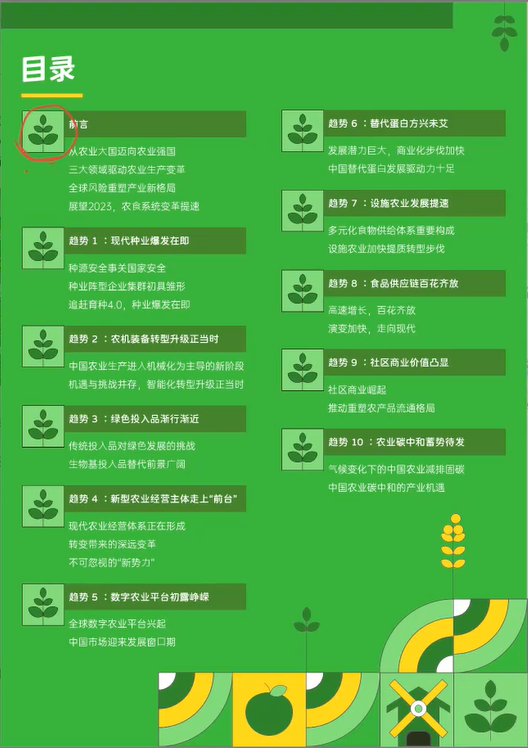 目录
前言
从农业大国迈向农业强国
三大领域驱动农业生产变革
全球风险重塑产业新格局
展望2023，农食系统变革提速
趋势 1 ：现代种业爆发在即
种源安全事关国家安全
种业阵型企业集群初具雏形
追赶育种4.0，种业爆发在即
趋势 2 ：农机装备转型升级正当时
中国农业生产进入机械化为主导的新阶段
机遇与挑战并存，智能化转型升级正当时
趋势 3 ：绿色投入品渐行渐近
传统投入品对绿色发展的挑战
生物基投入品替代前景广阔
趋势 4 ：新型农业经营主体走上“前台”
现代农业经营体系正在形成
转变带来的深远变革
不可忽视的“新势力”
趋势 5 ：数字农业平台初露峥嵘
全球数字农业平台兴起
中国市场迎来发展窗口期
趋势 6 ：替代蛋白方兴未艾
发展潜力巨大，商业化步伐加快
中国替代蛋白发展驱动力十足
趋势 7 ：设施农业发展提速
多元化食物供给体系重要构成
设施农业加快提质转型步伐
趋势 8 ：食品供应链百花齐放
高速增长，百花齐放
演变加快，走向现代
趋势 9 ：社区商业价值凸显
社区商业崛起
推动重塑农产品流通格局
趋势 10 ：农业碳中和蓄势待发
气候变化下的中国农业减排固碳
中国农业碳中和的产业机遇